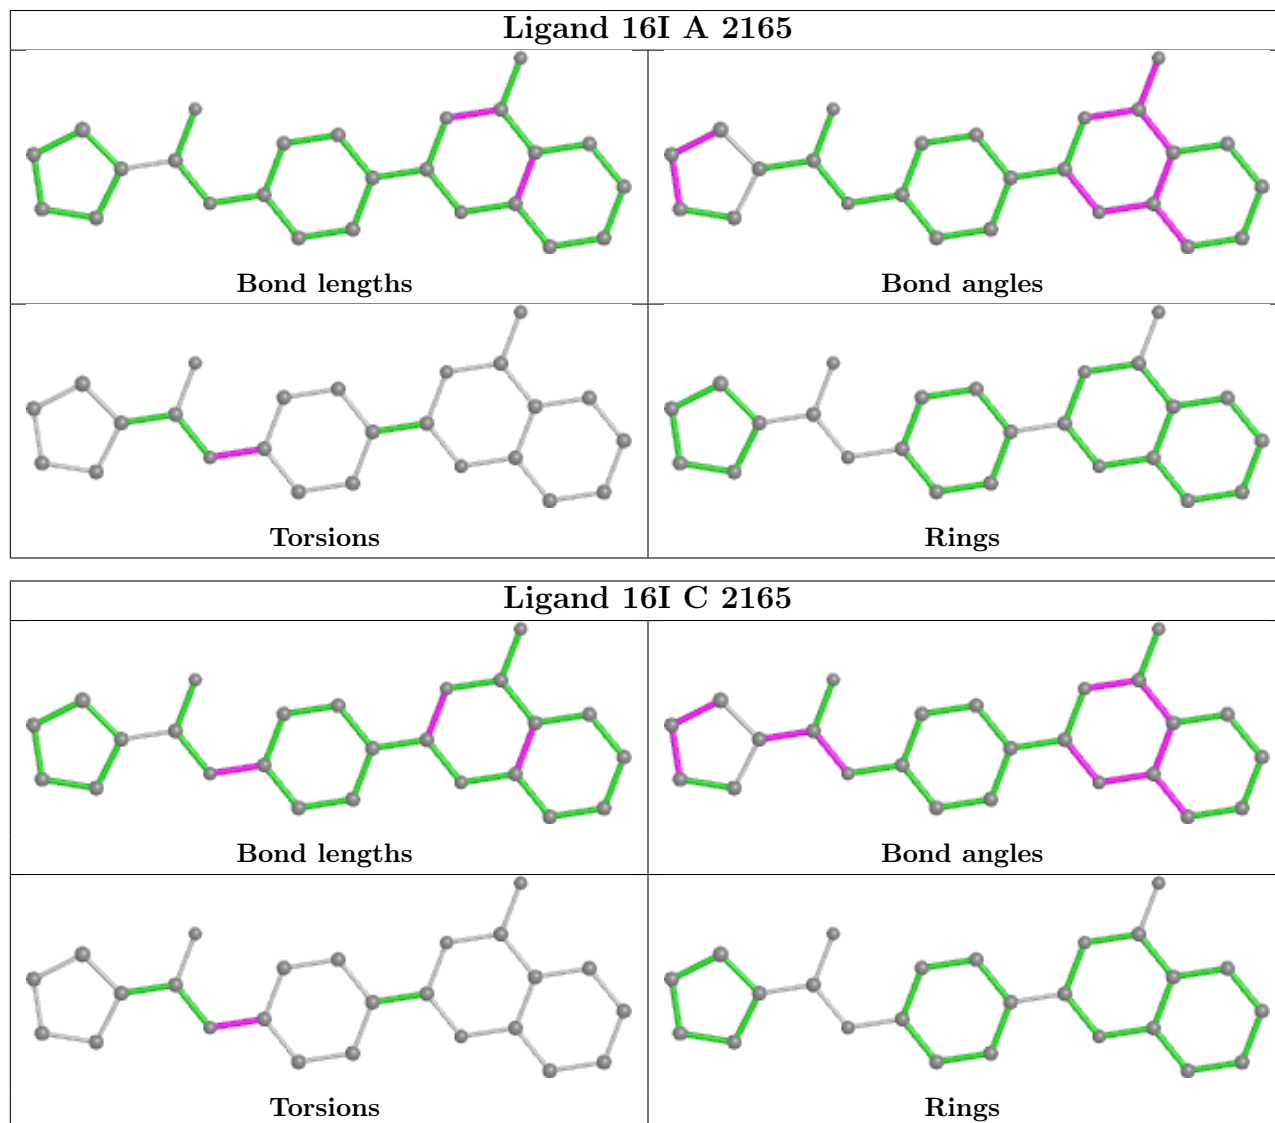 Ligand 16I A 2165
Bond lengths
Bond angles
Torsions
Rings
Ligand 16I C 2165
Bond lengths
Bond angles
Torsions
Rings